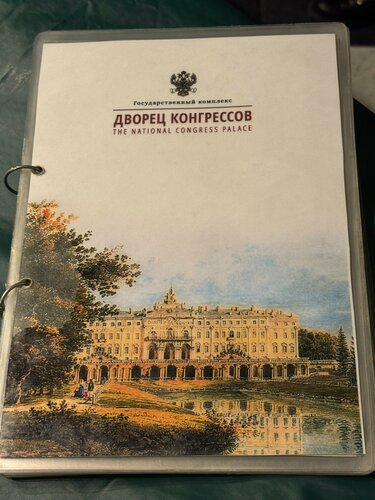 Государственный комплекс
ДВОРЕЦ КОНГРЕССОВ
THE NATIONAL CONGRESS PALACE